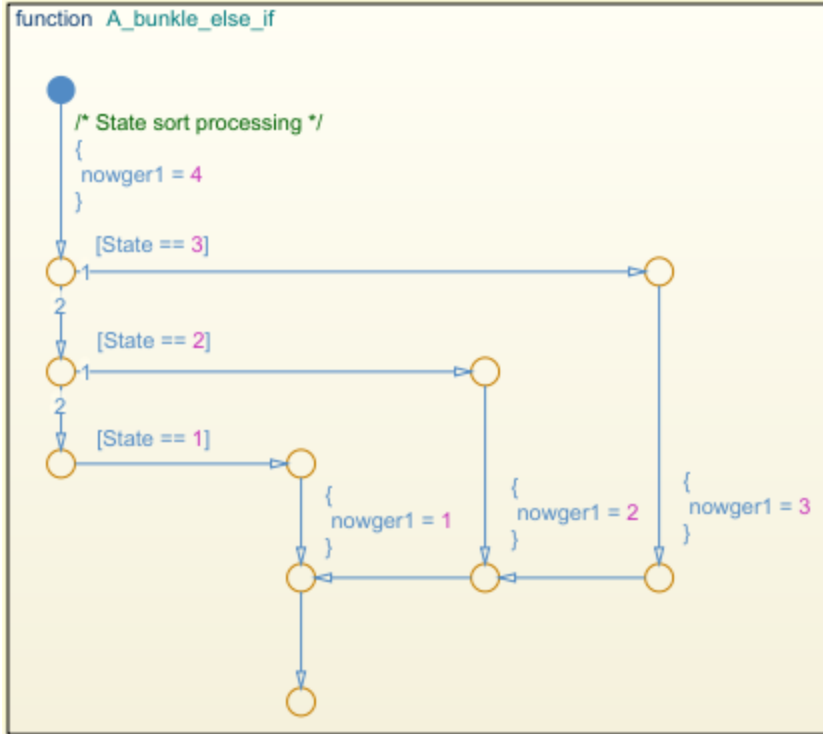 function A_bunkle_else_if
/* State sort processing */
{
nowger1 = 4
}
[State == 3]
1
2
[State == 2]
1
2
[State == 1]
{
nowger1 = 1
}
{
nowger1 = 2
}
{
nowger1 = 3
}